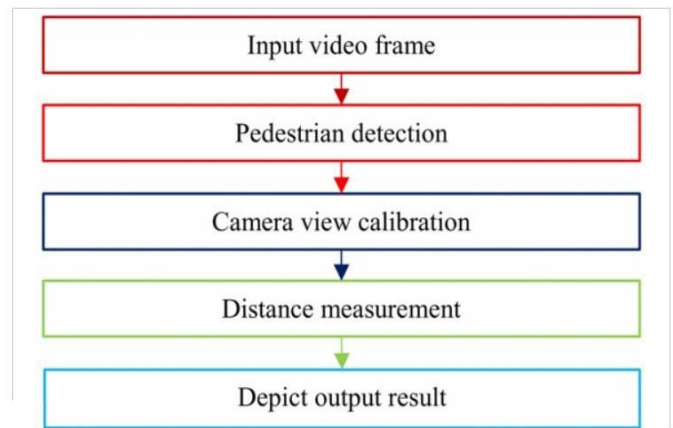 Input video frame
Pedestrian detection
Camera view calibration
Distance measurement
Depict output result